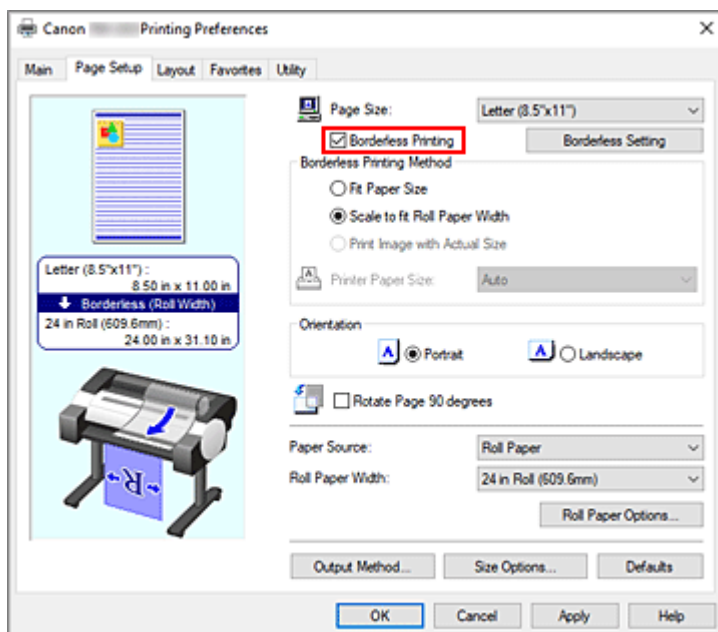 Canon Printing Preferences
Main Page Setup Layout Favorites Utility
Page Size: Letter (8.5"x11")
Borderless Printing Borderless Setting
Borderless Printing Method
Fit Paper Size
Scale to fit Roll Paper Width
Print Image with Actual Size
Printer Paper Size: Auto
Letter (8.5"x11") :
8.50 in x 11.00 in
Borderless (Roll Width)
24 in Roll (609.6mm) :
24.00 in x 31.10 in
Orientation
A Portrait A Landscape
Rotate Page 90 degrees
R
Paper Source: Roll Paper
Roll Paper Width: 24 in Roll (609.6mm)
Roll Paper Options...
Output Method... Size Options... Defaults
OK Cancel Apply Help